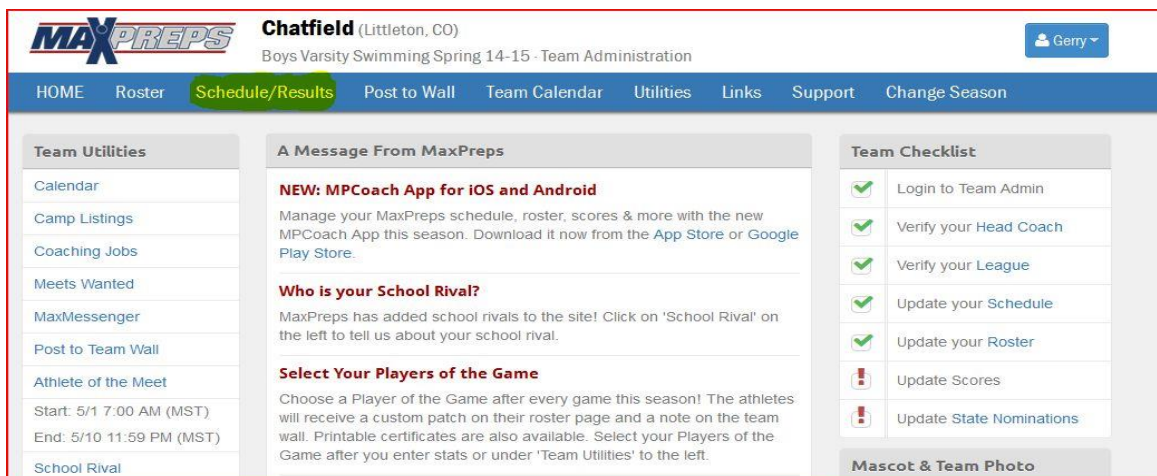 MAXPREPS
Chatfield (Littleton, CO)
Boys Varsity Swimming Spring 14-15 · Team Administration
Gerry
HOME Roster Schedule/Results Post to Wall Team Calendar Utilities Links Support Change Season
Team Utilities
Calendar
Camp Listings
Coaching Jobs
Meets Wanted
MaxMessenger
Post to Team Wall
Athlete of the Meet
Start: 5/1 7:00 AM (MST)
End: 5/10 11:59 PM (MST)
School Rival
A Message From MaxPreps
NEW: MPCoach App for iOS and Android
Manage your MaxPreps schedule, roster, scores & more with the new
MPCoach App this season. Download it now from the App Store or Google
Play Store.
Who is your School Rival?
MaxPreps has added school rivals to the site! Click on 'School Rival' on
the left to tell us about your school rival.
Select Your Players of the Game
Choose a Player of the Game after every game this season! The athletes
will receive a custom patch on their roster page and a note on the team
wall. Printable certificates are also available. Select your Players of the
Game after you enter stats or under 'Team Utilities' to the left.
Team Checklist
Login to Team Admin
Verify your Head Coach
Verify your League
Update your Schedule
Update your Roster
Update Scores
Update State Nominations
Mascot & Team Photo